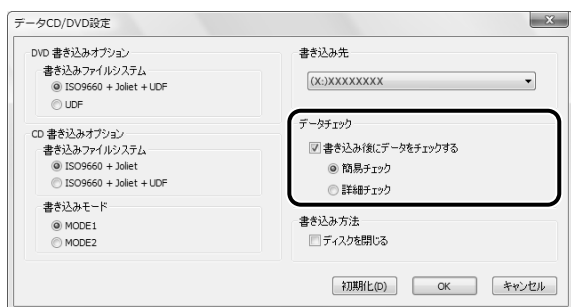 データCD/DVD設定
DVD 書き込みオプション
書き込みファイルシステム
ISO9660 + Joliet + UDF
UDF
CD 書き込みオプション
書き込みファイルシステム
ISO9660 + Joliet
ISO9660 + Joliet + UDF
書き込みモード
MODE1
MODE2
書き込み先
(X:)XXXXXXXX
データチェック
書き込み後にデータをチェックする
簡易チェック
詳細チェック
書き込み方法
ディスクを閉じる
初期化(D)
OK
キャンセル